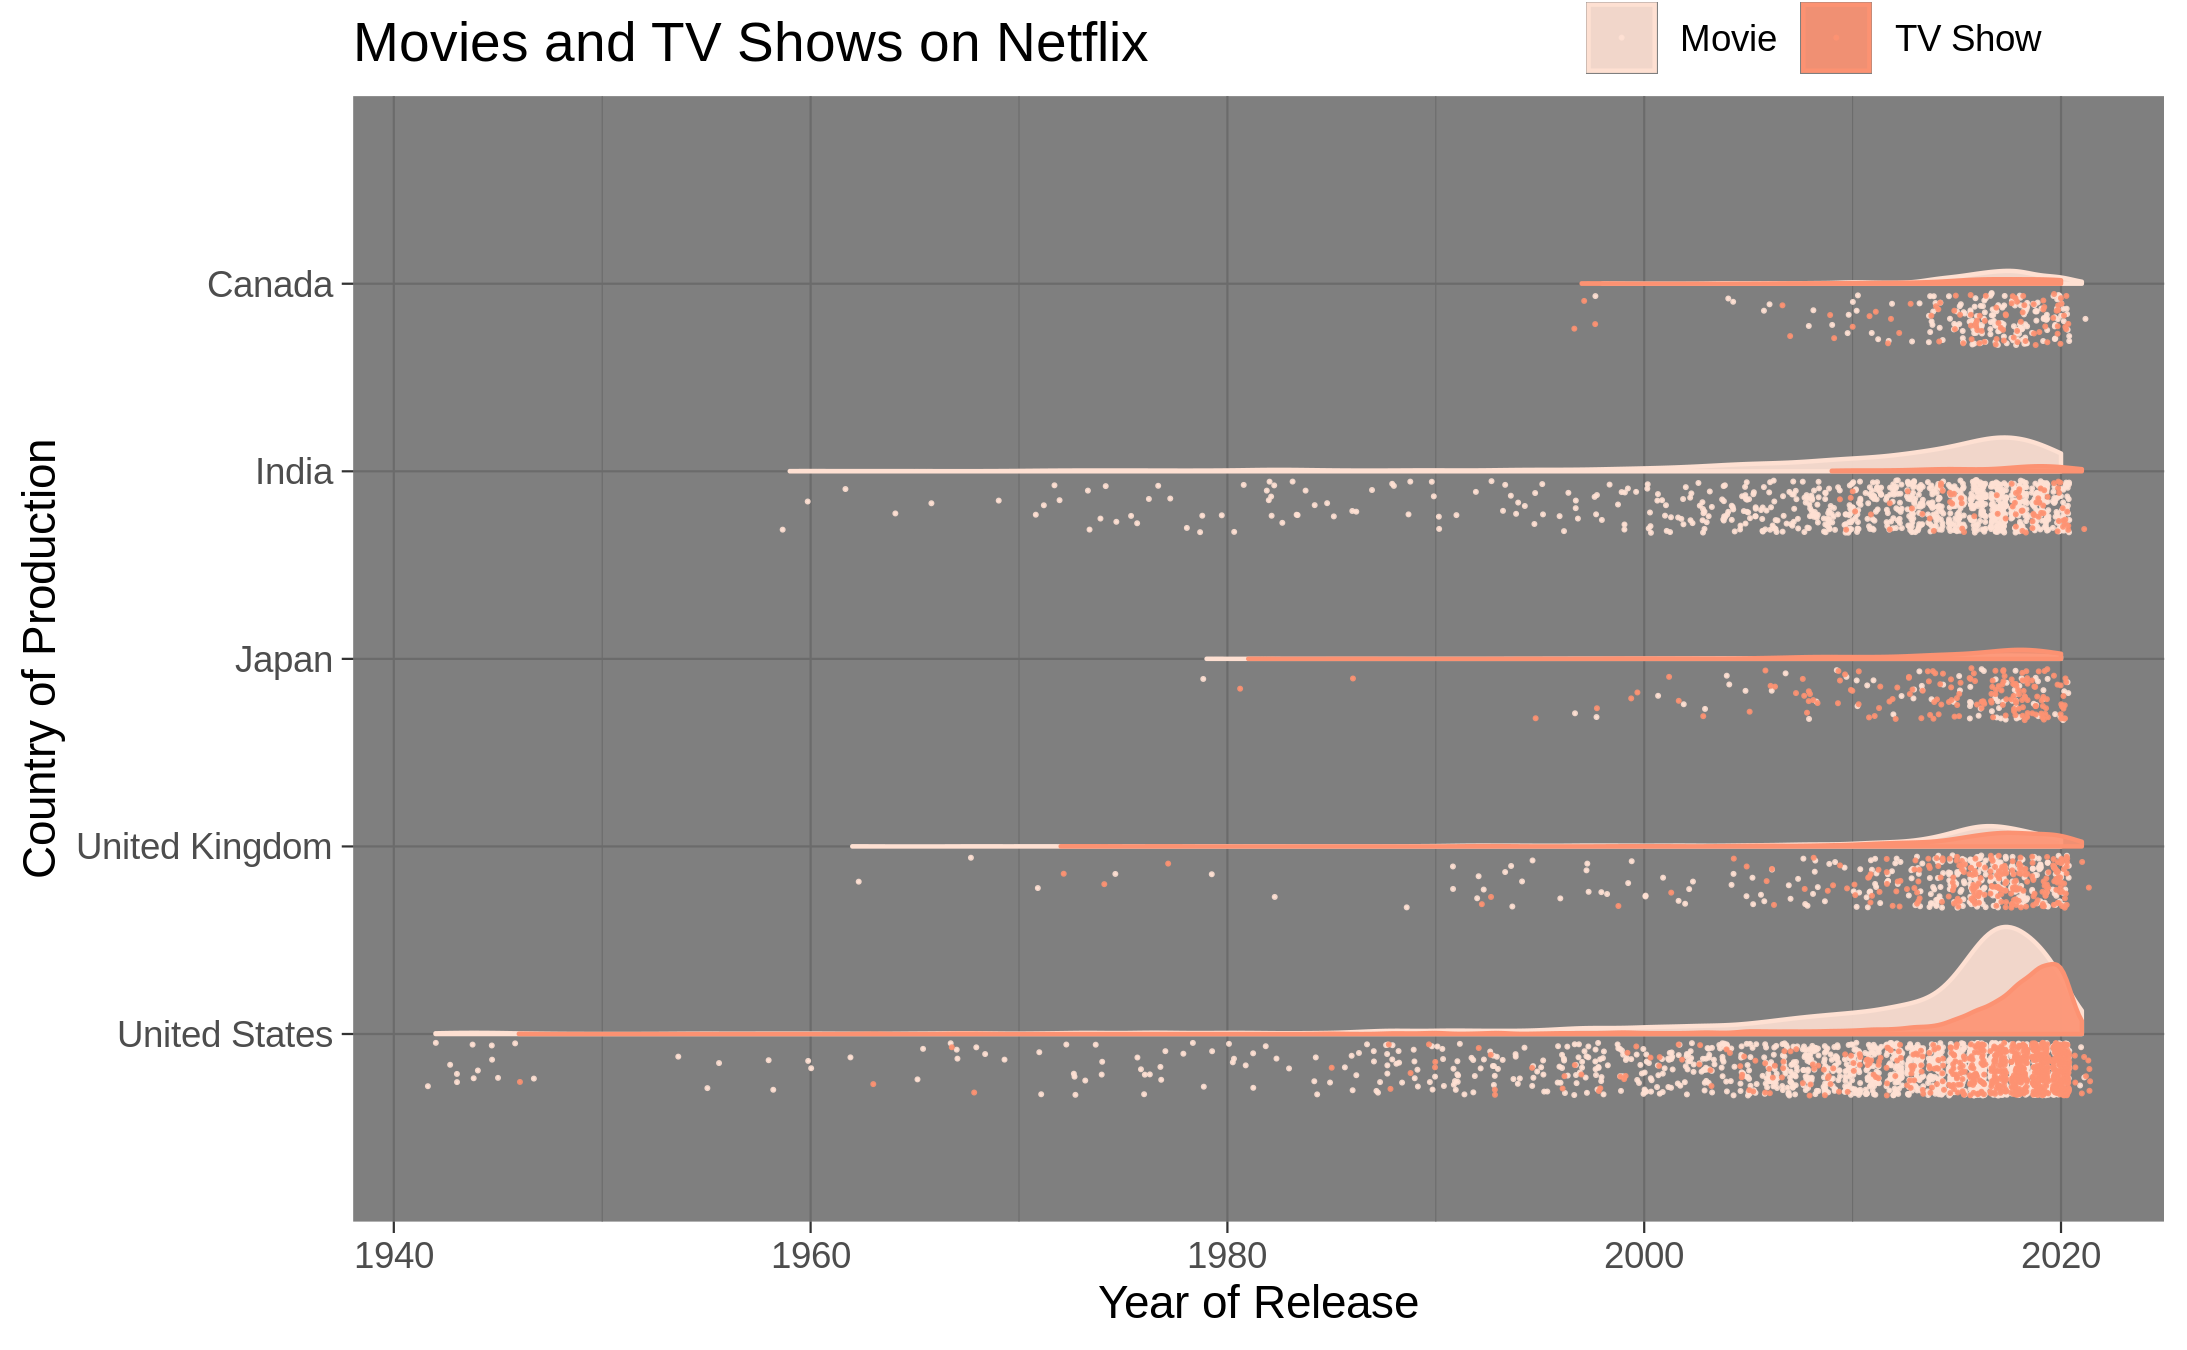 Movies and TV Shows on Netflix
Movie
TV Show
Country of Production
Canada
India
Japan
United Kingdom
United States
1940
1960
1980
2000
2020
Year of Release